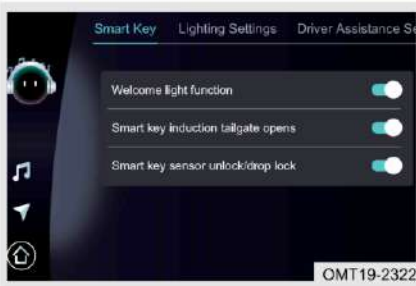 Smart Key Lighting Settings Driver Assistance Se
Welcome light function
Smart key induction tailgate opens
Smart key sensor unlock/drop lock
OMT19-2322